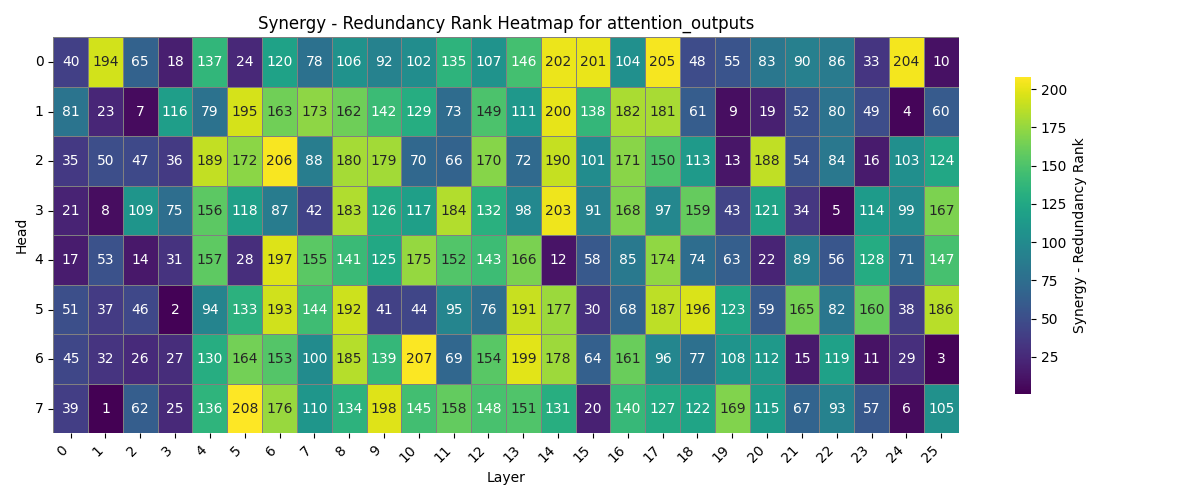 Synergy - Redundancy Rank Heatmap for attention_outputs
Head
0 40 194 65 18 137 24 120 78 106 92 102 135 107 146 202 201 104 205 48 55 83 90 86 33 204 10
1 81 23 7 116 79 195 163 173 162 142 129 73 149 111 200 138 182 181 61 9 19 52 80 49 4 60
2 35 50 47 36 189 172 206 88 180 179 70 66 170 72 190 101 171 150 113 13 188 54 84 16 103 124
3 21 8 109 75 156 118 87 42 183 126 117 184 132 98 203 91 168 97 159 43 121 34 5 114 99 167
4 17 53 14 31 157 28 197 155 141 125 175 152 143 166 12 58 85 174 74 63 22 89 56 128 71 147
5 51 37 46 2 94 133 193 144 192 41 44 95 76 191 177 30 68 187 196 123 59 165 82 160 38 186
6 45 32 26 27 130 164 153 100 185 139 207 69 154 199 178 64 161 96 77 108 112 15 119 11 29 3
7 39 1 62 25 136 208 176 110 134 198 145 158 148 151 131 20 140 127 122 169 115 67 93 57 6 105
0 1 2 3 4 5 6 7 8 9 10 11 12 13 14 15 16 17 18 19 20 21 22 23 24 25
Layer
200
175
150
125
100
75
50
25
Synergy - Redundancy Rank